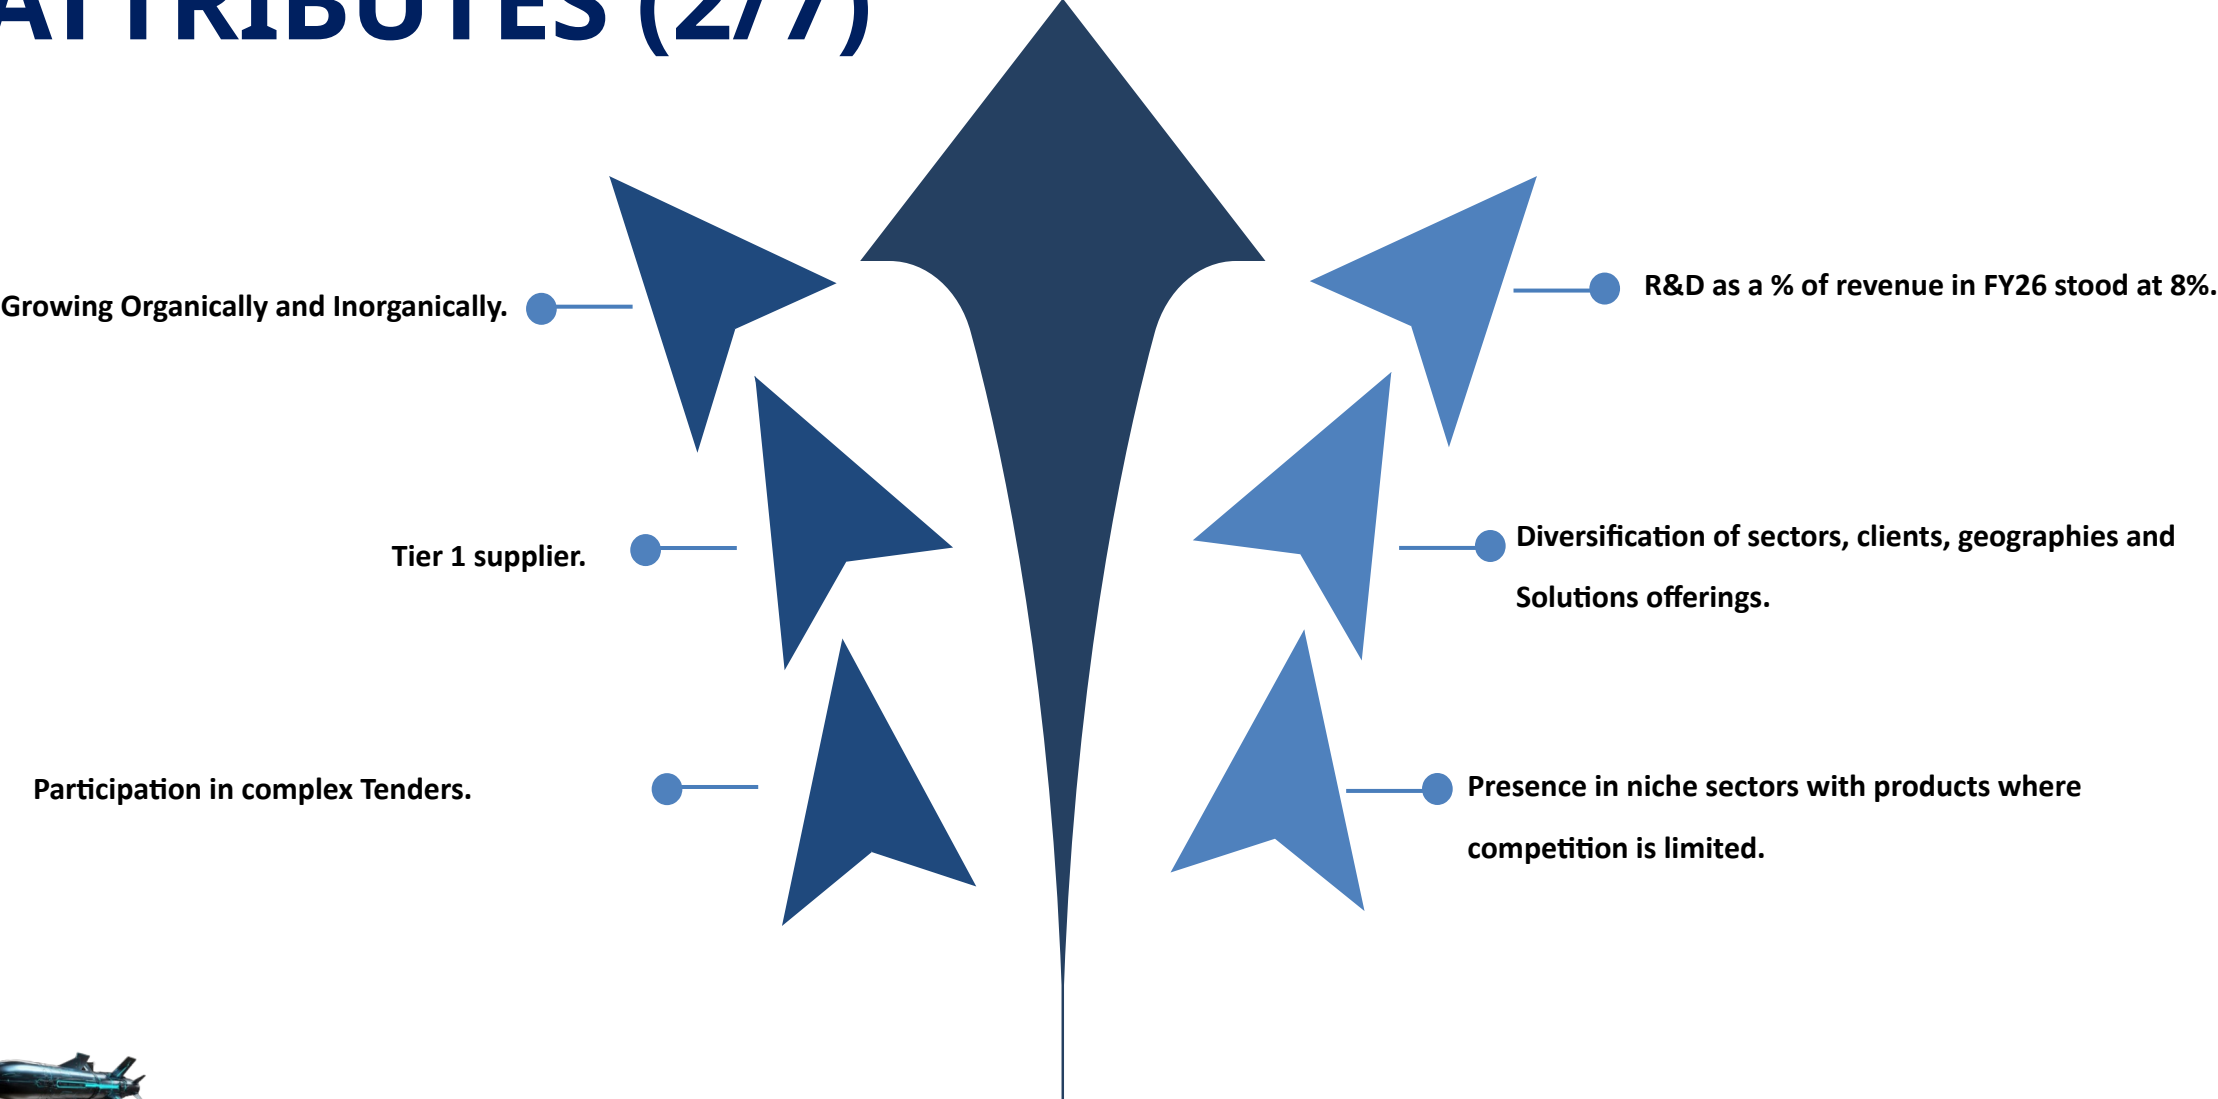 ATTRIBUTES (2/7)
Growing Organically and Inorganically.
Tier 1 supplier.
Participation in complex Tenders.
R&D as a % of revenue in FY26 stood at 8%.
Diversification of sectors, clients, geographies and
Solutions offerings.
Presence in niche sectors with products where
competition is limited.